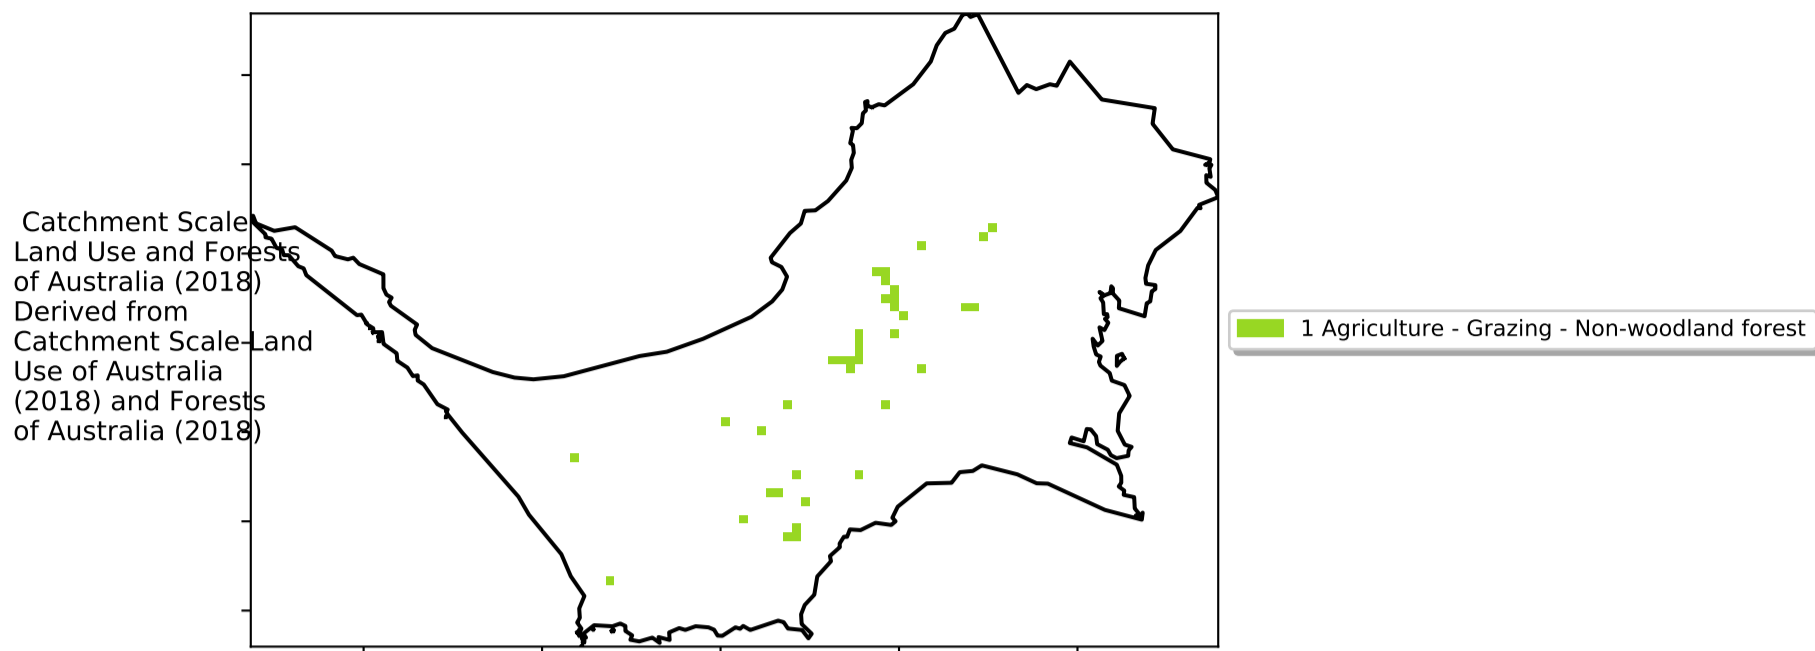 Catchment Scale
Land Use and Forests
of Australia (2018)
Derived from
Catchment Scale Land
Use of Australia
(2018) and Forests
of Australia (2018)
1 Agriculture - Grazing - Non-woodland forest